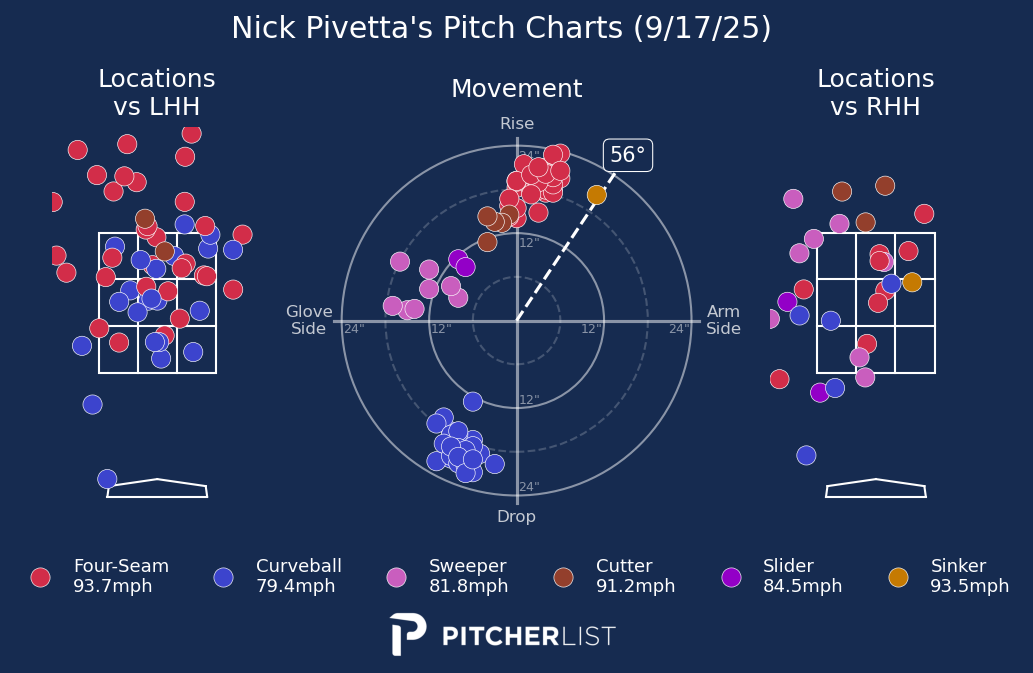 Nick Pivetta's Pitch Charts (9/17/25)
Locations
vs LHH
Movement
Locations
vs RHH
Rise
56°
24"
12"
Glove
Side
24"
12"
12"
24"
Arm
Side
12"
24"
Drop
Four-Seam
93.7mph
Curveball
79.4mph
Sweeper
81.8mph
Cutter
91.2mph
Slider
84.5mph
Sinker
93.5mph
PITCHERLIST